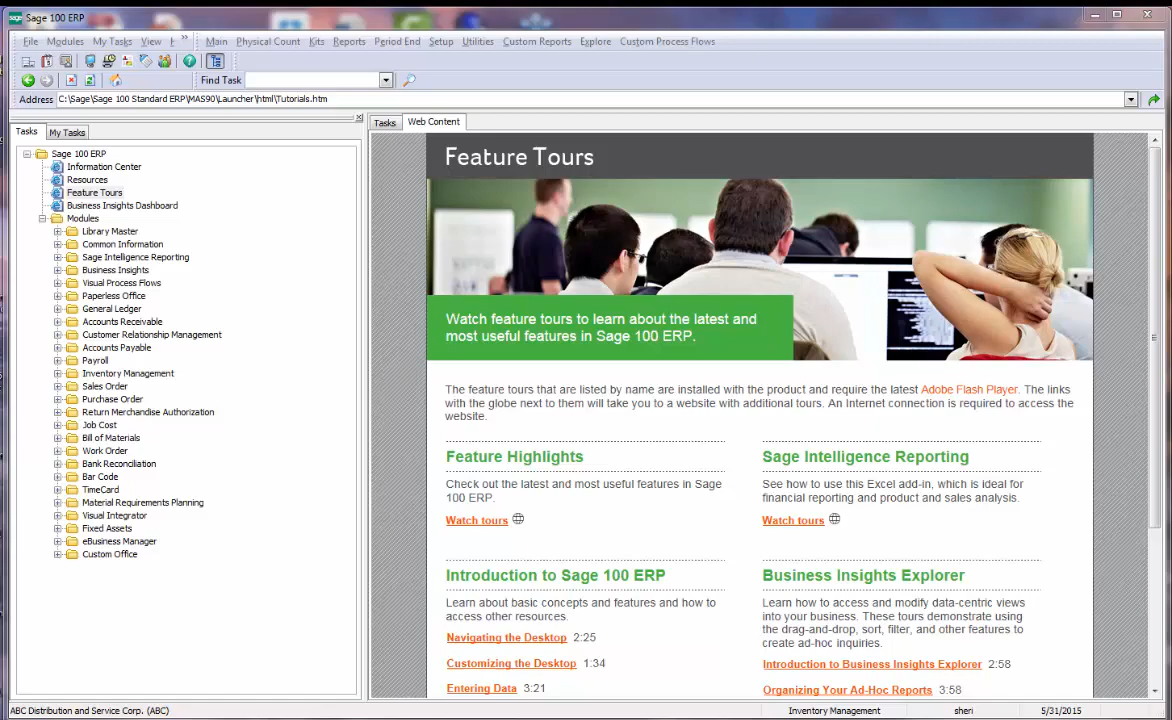 sage Sage 100 ERP
File Modules My Tasks View » Main Physical Count Kits Reports Period End Setup Utilities Custom Reports Explore Custom Process Flows
Find Task
Address C:\Sage\Sage 100 Standard ERP\MAS90\Launcher\html\Tutorials.htm
Tasks My Tasks
Sage 100 ERP
Information Center
Resources
Feature Tours
Business Insights Dashboard
Modules
Library Master
Common Information
Sage Intelligence Reporting
Business Insights
Visual Process Flows
Paperless Office
General Ledger
Accounts Receivable
Customer Relationship Management
Accounts Payable
Payroll
Inventory Management
Sales Order
Purchase Order
Return Merchandise Authorization
Job Cost
Bill of Materials
Work Order
Bank Reconciliation
Bar Code
TimeCard
Material Requirements Planning
Visual Integrator
Fixed Assets
eBusiness Manager
Custom Office
Tasks Web Content
Feature Tours
Watch feature tours to learn about the latest and
most useful features in Sage 100 ERP.
The feature tours that are listed by name are installed with the product and require the latest Adobe Flash Player. The links
with the globe next to them will take you to a website with additional tours. An Internet connection is required to access the
website.
Feature Highlights
Check out the latest and most useful features in Sage
100 ERP.
Watch tours
Sage Intelligence Reporting
See how to use this Excel add-in, which is ideal for
financial reporting and product and sales analysis.
Watch tours
Introduction to Sage 100 ERP
Learn about basic concepts and features and how to
access other resources.
Navigating the Desktop 2:25
Customizing the Desktop 1:34
Entering Data 3:21
Business Insights Explorer
Learn how to access and modify data-centric views
into your business. These tours demonstrate using
the drag-and-drop, sort, filter, and other features to
create ad-hoc inquiries.
Introduction to Business Insights Explorer 2:58
Organizing Your Ad-Hoc Reports 3:58
ABC Distribution and Service Corp. (ABC) Inventory Management sheri 5/31/2015